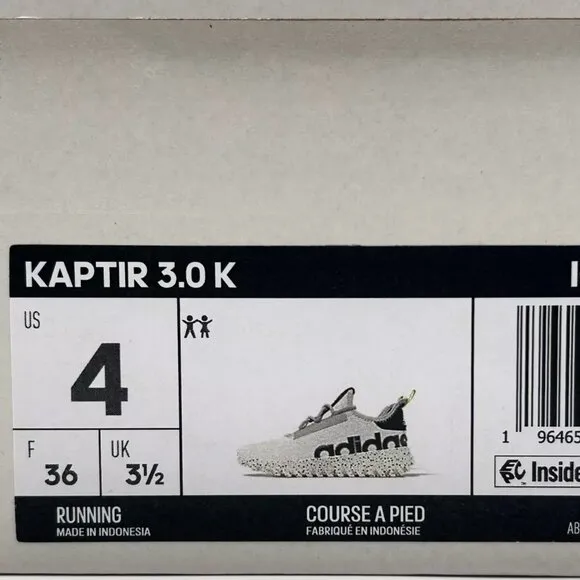 KAPTIR 3.0 K I
US
4
F
36
UK
3½
adidas
1 96465
Inside
RUNNING
MADE IN INDONESIA
COURSE A PIED
FABRIQUÉ EN INDONÉSIE
AB